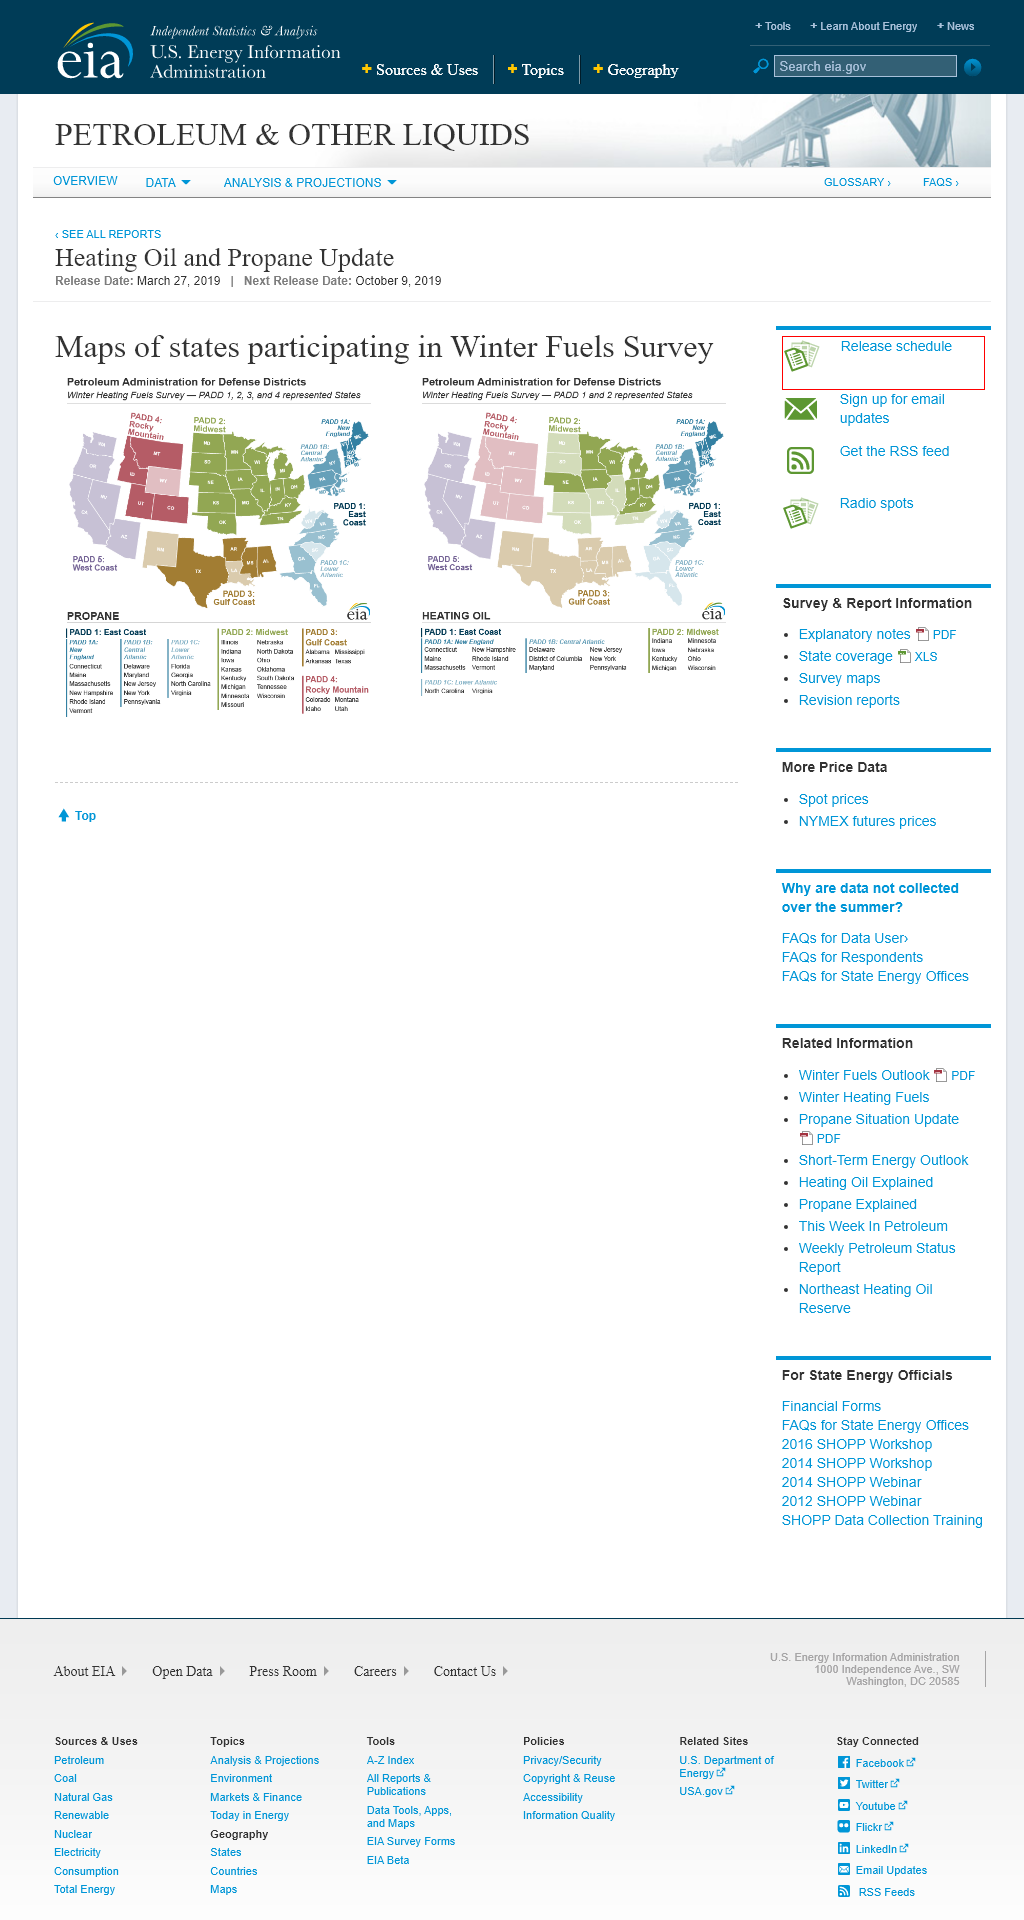 eia
Independent Statistics & Analysis
U.S. Energy Information
Administration
+ Sources & Uses
+ Topics
+ Geography
+ Tools
+ Learn About Energy
+ News
Search eia.gov
PETROLEUM & OTHER LIQUIDS
OVERVIEW
DATA
ANALYSIS & PROJECTIONS
GLOSSARY ›
FAQS ›
‹ SEE ALL REPORTS
Heating Oil and Propane Update
Release Date: March 27, 2019 | Next Release Date: October 9, 2019
Maps of states participating in Winter Fuels Survey
Petroleum Administration for Defense Districts
Winter Heating Fuels Survey — PADD 1, 2, 3, and 4 represented States
PADD 4:
Rocky
Mountain
PADD 2:
Midwest
PADD 1A:
New
England
PADD 1B:
Central
Atlantic
PADD 1:
East
Coast
PADD 5:
West Coast
PADD 1C:
Lower
Atlantic
PADD 3:
Gulf Coast
PROPANE
eia
PADD 1: East Coast
PADD 1A:
New
England
Connecticut
Maine
Massachusetts
New Hampshire
Rhode Island
Vermont
PADD 1B:
Central
Atlantic
Delaware
Maryland
New Jersey
New York
Pennsylvania
PADD 1C:
Lower
Atlantic
Florida
Georgia
North Carolina
Virginia
PADD 2: Midwest
Illinois
Indiana
Iowa
Kansas
Kentucky
Michigan
Minnesota
Missouri
Nebraska
North Dakota
Ohio
Oklahoma
South Dakota
Tennessee
Wisconsin
PADD 3:
Gulf Coast
Alabama Mississippi
Arkansas Texas
PADD 4:
Rocky Mountain
Colorado Montana
Idaho Utah
Petroleum Administration for Defense Districts
Winter Heating Fuels Survey — PADD 1 and 2 represented States
PADD 4:
Rocky
Mountain
PADD 2:
Midwest
PADD 1A:
New
England
PADD 1B:
Central
Atlantic
PADD 1:
East
Coast
PADD 5:
West Coast
PADD 1C:
Lower
Atlantic
PADD 3:
Gulf Coast
HEATING OIL
eia
PADD 1: East Coast
PADD 1A: New England
Connecticut New Hampshire
Maine Rhode Island
Massachusetts Vermont
PADD 1B: Central Atlantic
Delaware New Jersey
District of Columbia New York
Maryland Pennsylvania
PADD 1C: Lower Atlantic
North Carolina Virginia
PADD 2: Midwest
Indiana Minnesota
Iowa Nebraska
Kentucky Ohio
Michigan Wisconsin
Top
Release schedule
Sign up for email
updates
Get the RSS feed
Radio spots
Survey & Report Information
Explanatory notes PDF
State coverage XLS
Survey maps
Revision reports
More Price Data
Spot prices
NYMEX futures prices
Why are data not collected
over the summer?
FAQs for Data User›
FAQs for Respondents
FAQs for State Energy Offices
Related Information
Winter Fuels Outlook PDF
Winter Heating Fuels
Propane Situation Update
PDF
Short-Term Energy Outlook
Heating Oil Explained
Propane Explained
This Week In Petroleum
Weekly Petroleum Status
Report
Northeast Heating Oil
Reserve
For State Energy Officials
Financial Forms
FAQs for State Energy Offices
2016 SHOPP Workshop
2014 SHOPP Workshop
2014 SHOPP Webinar
2012 SHOPP Webinar
SHOPP Data Collection Training
About EIA
Open Data
Press Room
Careers
Contact Us
U.S. Energy Information Administration
1000 Independence Ave., SW
Washington, DC 20585
Sources & Uses
Petroleum
Coal
Natural Gas
Renewable
Nuclear
Electricity
Consumption
Total Energy
Topics
Analysis & Projections
Environment
Markets & Finance
Today in Energy
Geography
States
Countries
Maps
Tools
A-Z Index
All Reports &
Publications
Data Tools, Apps,
and Maps
EIA Survey Forms
EIA Beta
Policies
Privacy/Security
Copyright & Reuse
Accessibility
Information Quality
Related Sites
U.S. Department of
Energy
USA.gov
Stay Connected
Facebook
Twitter
Youtube
Flickr
LinkedIn
Email Updates
RSS Feeds